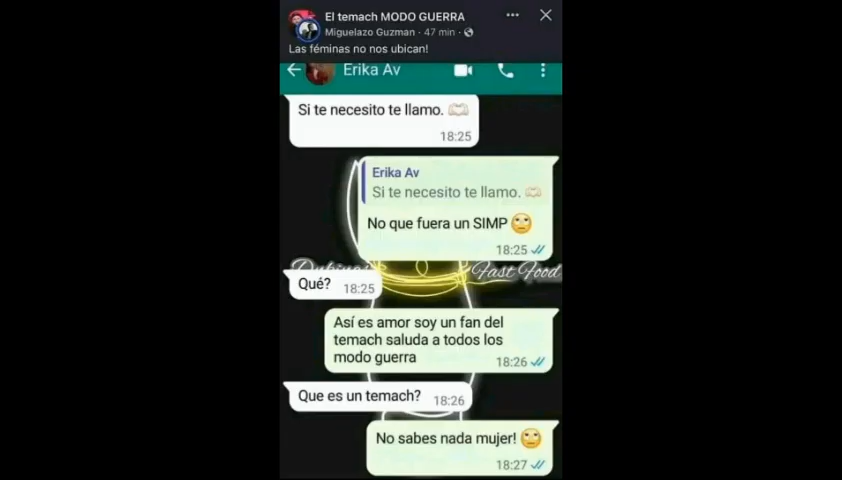 El temach MODO GUERRA
Miguelazo Guzman · 47 min ·
Las féminas no nos ubican!
Erika Av
Si te necesito te llamo. 🫶🏻
18:25
Erika Av
Si te necesito te llamo. 🫶🏻
No que fuera un SIMP 🙄
18:25
Fast Food
Qué? 18:25
Así es amor soy un fan del
temach saluda a todos los
modo guerra
18:26
Que es un temach? 18:26
No sabes nada mujer! 🙄
18:27